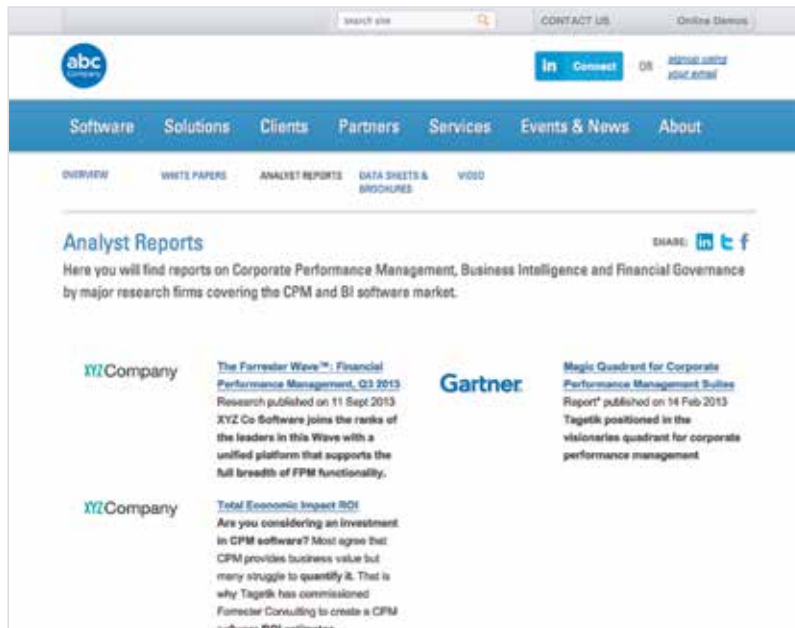 search site
CONTACT US
Online Demos
abc
Company
in Connect
OR
signup using
your email
Software Solutions Clients Partners Services Events & News About
OVERVIEW WHITE PAPERS ANALYST REPORTS DATA SHEETS & VIDEO
BROCHURES
Analyst Reports
SHARE: in t f
Here you will find reports on Corporate Performance Management, Business Intelligence and Financial Governance
by major research firms covering the CPM and BI software market.
XYZCompany
The Forrester Wave™: Financial
Performance Management, Q3 2013
Research published on 11 Sept 2013
XYZ Co Software joins the ranks of
the leaders in this Wave with a
unified platform that supports the
full breadth of FPM functionality.
Gartner
Magic Quadrant for Corporate
Performance Management Suites
Report* published on 14 Feb 2013
Tagetik positioned in the
visionaries quadrant for corporate
performance management
XYZCompany
Total Economic Impact ROI
Are you considering an investment
in CPM software? Most agree that
CPM provides business value but
many struggle to quantify it. That is
why Tagetik has commissioned
Forrester Consulting to create a CPM
software ROI estimates